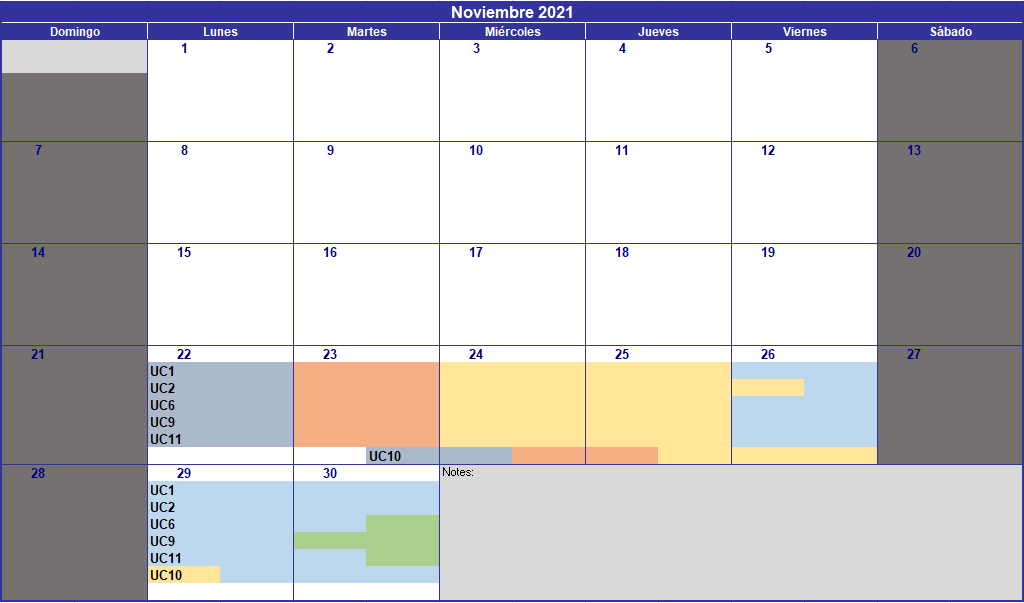 Noviembre 2021
Domingo Lunes Martes Miércoles Jueves Viernes Sábado
1 2 3 4 5 6
7 8 9 10 11 12 13
14 15 16 17 18 19 20
21 22 23 24 25 26 27
UC1
UC2
UC6
UC9
UC11
UC10
28 29 30 Notes:
UC1
UC2
UC6
UC9
UC11
UC10